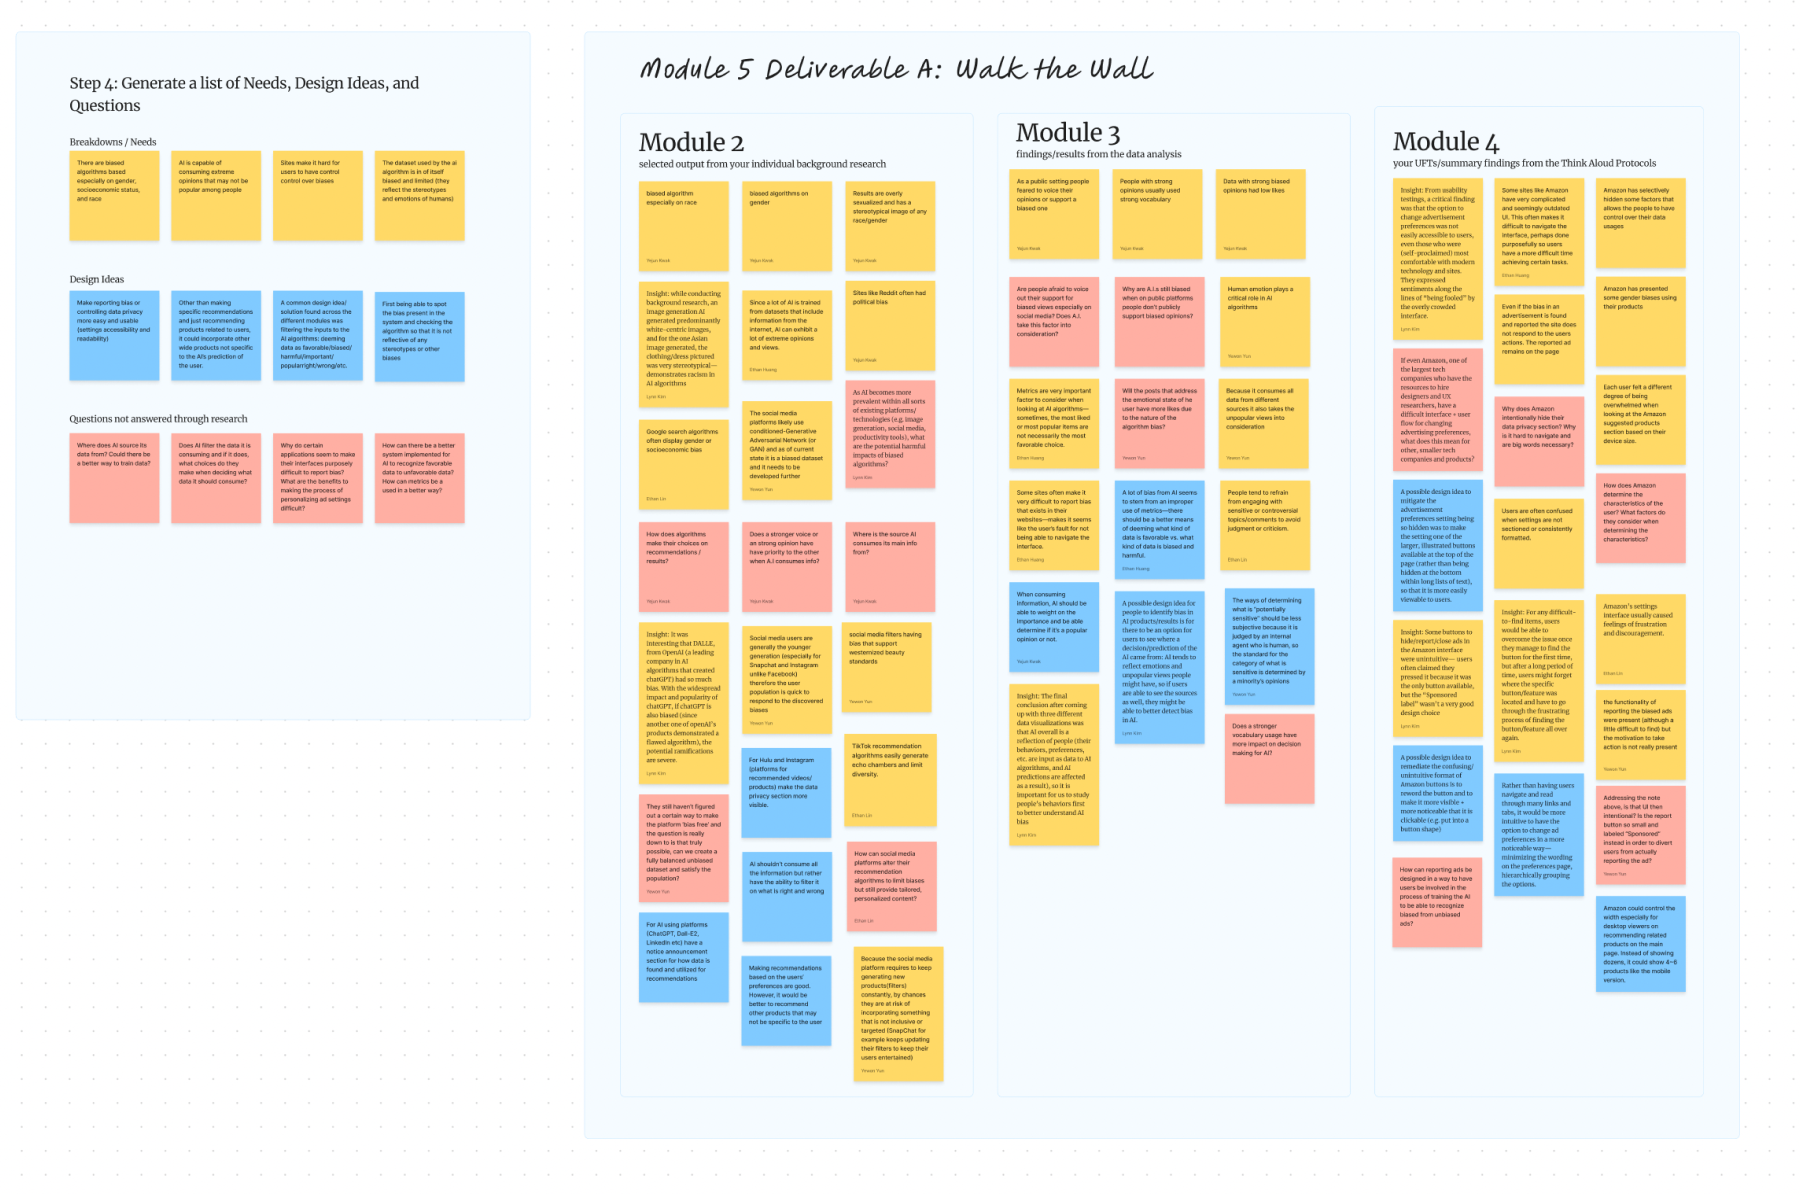 Step 4: Generate a list of Needs, Design Ideas, and
Questions
Breakdowns / Needs
There are biased
algorithms based
especially on gender,
socioeconomic status,
and race
AI is capable of
consuming extreme
opinions that may not be
popular among people
Sites make it hard for
users to have control
control over biases
The dataset used by the ai
algorithm is in of itself
biased and limited (they
reflect the stereotypes
and emotions of humans)
Design Ideas
Make reporting bias or
controlling data privacy
more easy and usable
(settings accessibility and
readability)
Other than making
specific recommendations
and just recommending
products related to users,
it could incorporate other
wide products not specific
to the AI's prediction of
the user.
A common design idea/
solution found across the
different modules was
filtering the inputs to the
AI algorithms; deeming
data as favorable/biased/
harmful/important/
popularright/wrong/etc.
First being able to spot
the bias present in the
system and checking the
algorithm so that it is not
reflective of any
stereotypes or other
biases
Questions not answered through research
Where does AI source its
data from? Could there be
a better way to train data?
Does AI filter the data it is
consuming and if it does,
what choices do they
make when deciding what
data it should consume?
Why do certain
applications seem to make
their interfaces purposely
difficult to report bias?
What are the benefits to
making the process of
personalizing ad settings
difficult?
How can there be a better
system implemented for
AI to recognize favorable
data to unfavorable data?
How can metrics be a
used in a better way?
Module 5 Deliverable A: Walk the Wall
Module 2
selected output from your individual background research
biased algorithm
especially on race
Yejun Kwak
biased algorithms on
gender
Yejun Kwak
Results are overly
sexualized and has a
stereotypical image of any
race/gender
Yejun Kwak
Insight: while conducting
background research, an
image generation AI
generated predominantly
white-centric images,
and for the one Asian
image generated, the
clothing/dress pictured
was very stereotypical—
demonstrates racism in
AI algorithms
Lynn Kim
Since a lot of AI is trained
from datasets that include
information from the
internet, AI can exhibit a
lot of extreme opinions
and views.
Ethan Huang
Sites like Reddit often had
political bias
Yejun Kwak
Google search algorithms
often display gender or
socioeconomic bias
Ethan Lin
The social media
platforms likely use
conditioned-Generative
Adversarial Network (or
GAN) and as of current
state it is a biased dataset
and it needs to be
developed further
Yewon Yun
As AI becomes more
prevalent within all sorts
of existing platforms/
technologies (e.g. image
generation, social media,
productivity tools), what
are the potential harmful
impacts of biased
algorithms?
Lynn Kim
How does algorithms
make their choices on
recommendations /
results?
Yejun Kwak
Does a stronger voice or
an strong opinion have
have priority to the other
when A.I consumes info?
Yejun Kwak
Where is the source AI
consumes its main info
from?
Yejun Kwak
Insight: It was
interesting that DALLE,
from OpenAI (a leading
company in AI
algorithms that created
chatGPT) had so much
bias. With the widespread
impact and popularity of
chatGPT, if chatGPT is
also biased (since
another one of openAI's
products demonstrated a
flawed algorithm), the
potential ramifications
are severe.
Lynn Kim
Social media users are
generally the younger
generation (especially for
Snapchat and Instagram
unlike Facebook)
therefore the user
population is quick to
respond to the discovered
biases
Yewon Yun
social media filters having
bias that support
westernized beauty
standards
Yewon Yun
For Hulu and Instagram
(platforms for
recommended videos/
products) make the data
privacy section more
visible.
TikTok recommendation
algorithms easily generate
echo chambers and limit
diversity.
Ethan Lin
They still haven't figured
out a certain way to make
the platform 'bias free' and
the question is really
down to is that truly
possible, can we create a
fully balanced unbiased
dataset and satisfy the
population?
Yewon Yun
AI shouldn't consume all
the information but rather
have the ability to filter it
on what is right and wrong
How can social media
platforms alter their
recommendation
algorithms to limit biases
but still provide tailored,
personalized content?
Ethan Lin
For AI using platforms
(ChatGPT, Dall-E2,
LinkedIn etc) have a
notice announcement
section for how data is
found and utilized for
recommendations
Making recommendations
based on the users'
preferences are good.
However, it would be
better to recommend
other products that may
not be specific to the user
Because the social media
platform requires to keep
generating new
products(filters)
constantly, by chances
they are at risk of
incorporating something
that is not inclusive or
targeted (SnapChat for
example keeps updating
their filters to keep their
users entertained)
Yewon Yun
Module 3
findings/results from the data analysis
As a public setting people
feared to voice their
opinions or support a
biased one
Yejun Kwak
People with strong
opinions usually used
strong vocabulary
Yejun Kwak
Data with strong biased
opinions had low likes
Yejun Kwak
Are people afraid to voice
out their support for
biased views especially on
social media? Does A.I.
take this factor into
consideration?
Why are A.I.s still biased
when on public platforms
people don't publicly
support biased opinions?
Human emotion plays a
critical role in AI
algorithms
Yewon Yun
Metrics are very important
factor to consider when
looking at AI algorithms—
sometimes, the most liked
or most popular items are
not necessarily the most
favorable choice.
Ethan Huang
Will the posts that address
the emotional state of he
user have more likes due
to the nature of the
algorithm bias?
Yewon Yun
Because it consumes all
data from different
sources it also takes the
unpopular views into
consideration
Yewon Yun
Some sites often make it
very difficult to report bias
that exists in their
websites—makes it seems
like the user's fault for not
being able to navigate the
interface.
Ethan Huang
A lot of bias from AI seems
to stem from an improper
use of metrics—there
should be a better means
of deeming what kind of
data is favorable vs. what
kind of data is biased and
harmful.
Ethan Huang
People tend to refrain
from engaging with
sensitive or controversial
topics/comments to avoid
judgment or criticism.
Ethan Lin
When consuming
information, AI should be
able to weight on the
importance and be able
determine if it's a popular
opinion or not.
Yejun Kwak
A possible design idea for
people to identify bias in
AI products/results is for
there to be an option for
users to see where a
decision/prediction of the
AI came from: AI tends to
reflect emotions and
unpopular views people
might have, so if users
are able to see the sources
as well, they might be
able to better detect bias
in AI.
Lynn Kim
The ways of determining
what is "potentially
sensitive" should be less
subjective because it is
judged by an internal
agent who is human, so
the standard for the
category of what is
sensitive is determined by
a minority's opinions
Yewon Yun
Insight: The final
conclusion after coming
up with three different
data visualizations was
that AI overall is a
reflection of people (their
behaviors, preferences,
etc. are input as data to AI
algorithms, and AI
predictions are affected
as a result), so it is
important for us to study
people's behaviors first
to better understand AI
bias
Lynn Kim
Does a stronger
vocabulary usage have
more impact on decision
making for AI?
Module 4
your UFTs/summary findings from the Think Aloud Protocols
Insight: From usability
testings, a critical finding
was that the option to
change advertisement
preferences was not
easily accessible to users,
even those who were
(self-proclaimed) most
comfortable with modern
technology and sites.
They expressed
sentiments along the
lines of "being fooled" by
the overly crowded
interface.
Lynn Kim
Some sites like Amazon
have very complicated
and seemingly outdated
UI. This often makes it
difficult to navigate the
interface, perhaps done
purposefully so users
have a more difficult time
achieving certain tasks.
Ethan Huang
Amazon has selectively
hidden some factors that
allows the people to have
control over their data
usages
Even if the bias in an
advertisement is found
and reported the site does
not respond to the users
actions. The reported ad
remains on the page
Amazon has presented
some gender biases using
their products
If even Amazon, one of
the largest tech
companies who have the
resources to hire
designers and UX
researchers, have a
difficult interface + user
flow for changing
advertising preferences,
what does this mean for
other, smaller tech
companies and products?
Why does Amazon
intentionally hide their
data privacy section? Why
is it hard to navigate and
are big words necessary?
Each user felt a different
degree of being
overwhelmed when
looking at the Amazon
suggested products
section based on their
device size.
A possible design idea to
mitigate the
advertisement
preferences setting being
so hidden was to make
the setting one of the
larger, illustrated buttons
available at the top of the
page (rather than being
hidden at the bottom
within long lists of text),
so that it is more easily
viewable to users.
Users are often confused
when settings are not
sectioned or consistently
formatted.
How does Amazon
determine the
characteristics of the
user? What factors do
they consider when
determining the
characteristics?
Insight: Some buttons to
hide/report/close ads in
the Amazon interface
were unintuitive— users
often claimed they
pressed it because it was
the only button available,
but the "Sponsored
label" wasn't a very good
design choice
Lynn Kim
Insight: For any difficult-
to-find items, users
would be able to
overcome the issue once
they manage to find the
button for the first time,
but after a long period of
time, users might forget
where the specific
button/feature was
located and have to go
through the frustrating
process of finding the
button/feature all over
again.
Lynn Kim
Amazon's settings
interface usually caused
feelings of frustration
and discouragement.
Ethan Lin
the functionality of
reporting the biased ads
were present (although a
little difficult to find) but
the motivation to take
action is not really present
Yewon Yun
A possible design idea to
remediate the confusing/
unintuitive format of
Amazon buttons is to
reword the button and to
make it more visible +
more noticeable that it is
clickable (e.g. put into a
button shape)
Rather than having users
navigate and read
through many links and
tabs, it would be more
intuitive to have the
option to change ad
preferences in a more
noticeable way—
minimizing the wording
on the preferences page,
hierarchically grouping
the options.
Addressing the note
above, is that UI then
intentional? Is the report
button so small and
labeled "Sponsored"
instead in order to divert
users from actually
reporting the ad?
Yewon Yun
How can reporting ads be
designed in a way to have
users be involved in the
process of training the AI
to be able to recognize
biased from unbiased
ads?
Amazon could control the
width especially for
desktop viewers on
recommending related
products on the main
page. Instead of showing
dozens, it could show 4-6
products like the mobile
version.